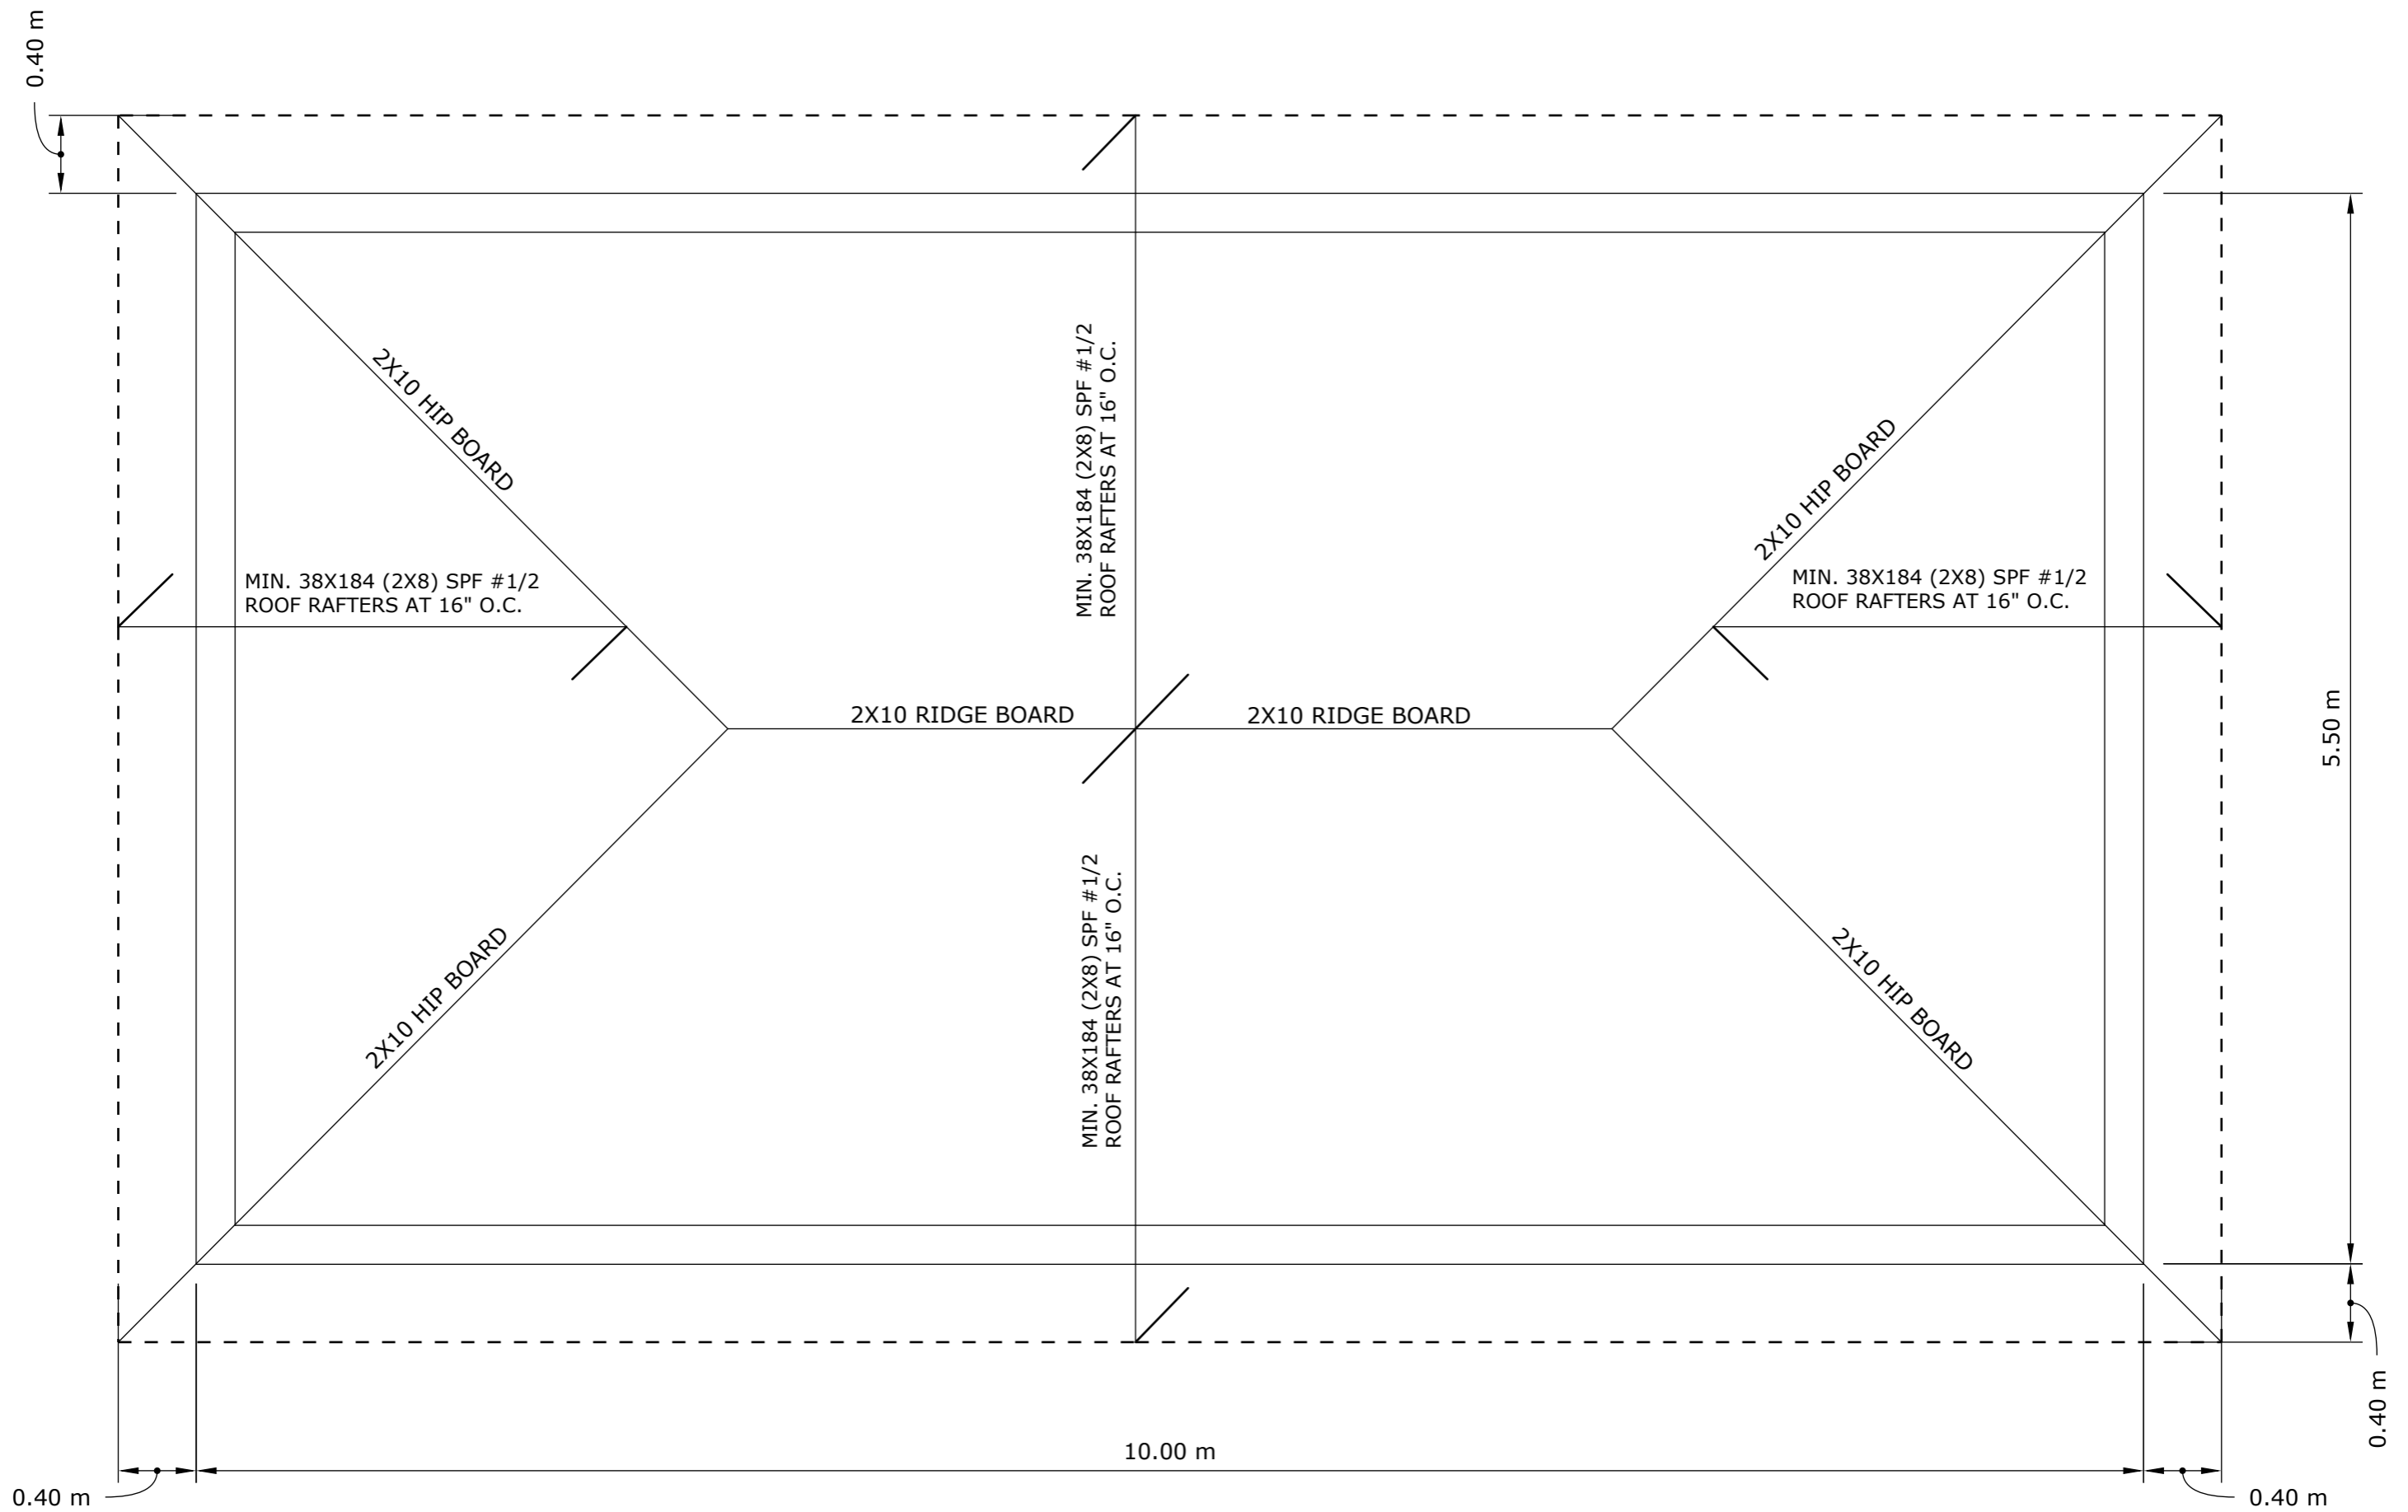 0.40 m
2X10 HIP BOARD
MIN. 38X184 (2X8) SPF #1/2
ROOF RAFTERS AT 16" O.C.
2X10 HIP BOARD
MIN. 38X184 (2X8) SPF #1/2
ROOF RAFTERS AT 16" O.C.
MIN. 38X184 (2X8) SPF #1/2
ROOF RAFTERS AT 16" O.C.
2X10 RIDGE BOARD
2X10 RIDGE BOARD
5.50 m
2X10 HIP BOARD
MIN. 38X184 (2X8) SPF #1/2
ROOF RAFTERS AT 16" O.C.
2X10 HIP BOARD
0.40 m
10.00 m
0.40 m
0.40 m